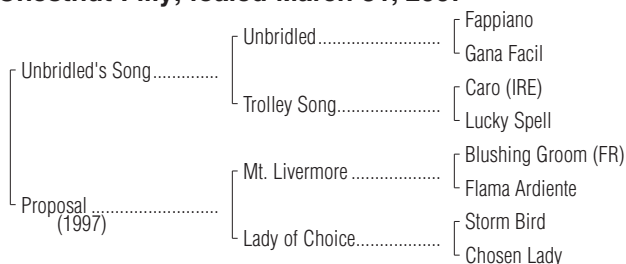 Fappiano
Unbridled........................
Gana Facil
Unbridled's Song.............
Caro (IRE)
Trolley Song....................
Lucky Spell
Blushing Groom (FR)
Mt. Livermore .................
Flama Ardiente
Proposal .........................
(1997)
Storm Bird
Lady of Choice................
Chosen Lady